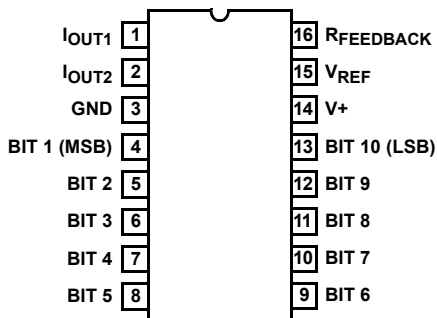 IOUT1 1 16 RFEEDBACK
IOUT2 2 15 VREF
GND 3 14 V+
BIT 1 (MSB) 4 13 BIT 10 (LSB)
BIT 2 5 12 BIT 9
BIT 3 6 11 BIT 8
BIT 4 7 10 BIT 7
BIT 5 8 9 BIT 6